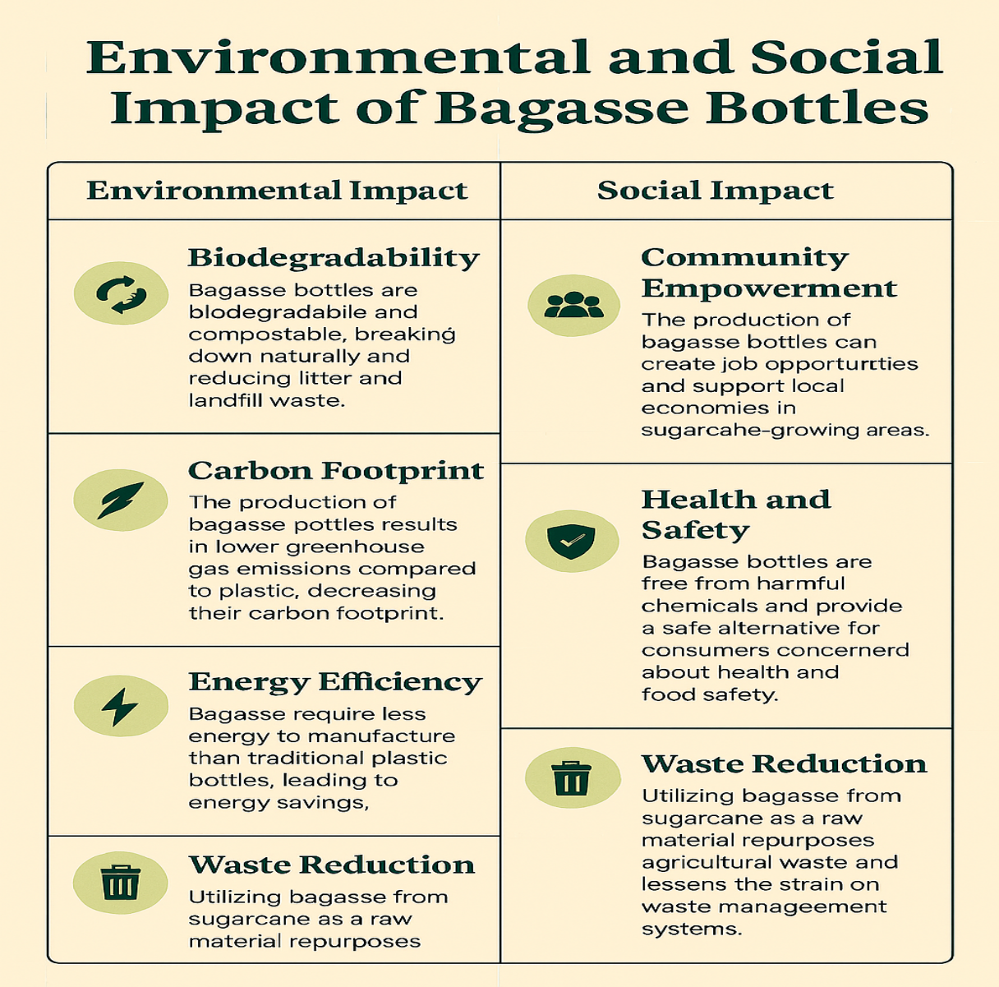 Environmental and Social
Impact of Bagasse Bottles
Environmental Impact
Biodegradability
Bagasse bottles are
blodegradabile and
compostable, breaking
down naturally and
reducing litter and
landfill waste.
Carbon Footprint
The production of
bagasse pottles results
in lower greenhouse
gas emissions compared
to plastic, decreasing
their carbon footprint.
Energy Efficiency
Bagasse require less
energy to manufacture
than traditional plastic
bottles, leading to
energy savings,
Waste Reduction
Utilizing bagasse from
sugarcane as a raw
material repurposes
Social Impact
Community
Empowerment
The production of
bagasse bottles can
create job opporturtties
and support local
economies in
sugarcahe-growing areas.
Health and
Safety
Bagasse bottles are
free from harmful
chemicals and provide
a safe alternative for
consumers concernerd
about health and
food safety.
Waste Reduction
Utilizing bagasse from
sugarcane as a raw
material repurposes
agricultural waste and
lessens the strain on
waste manageement
systems.